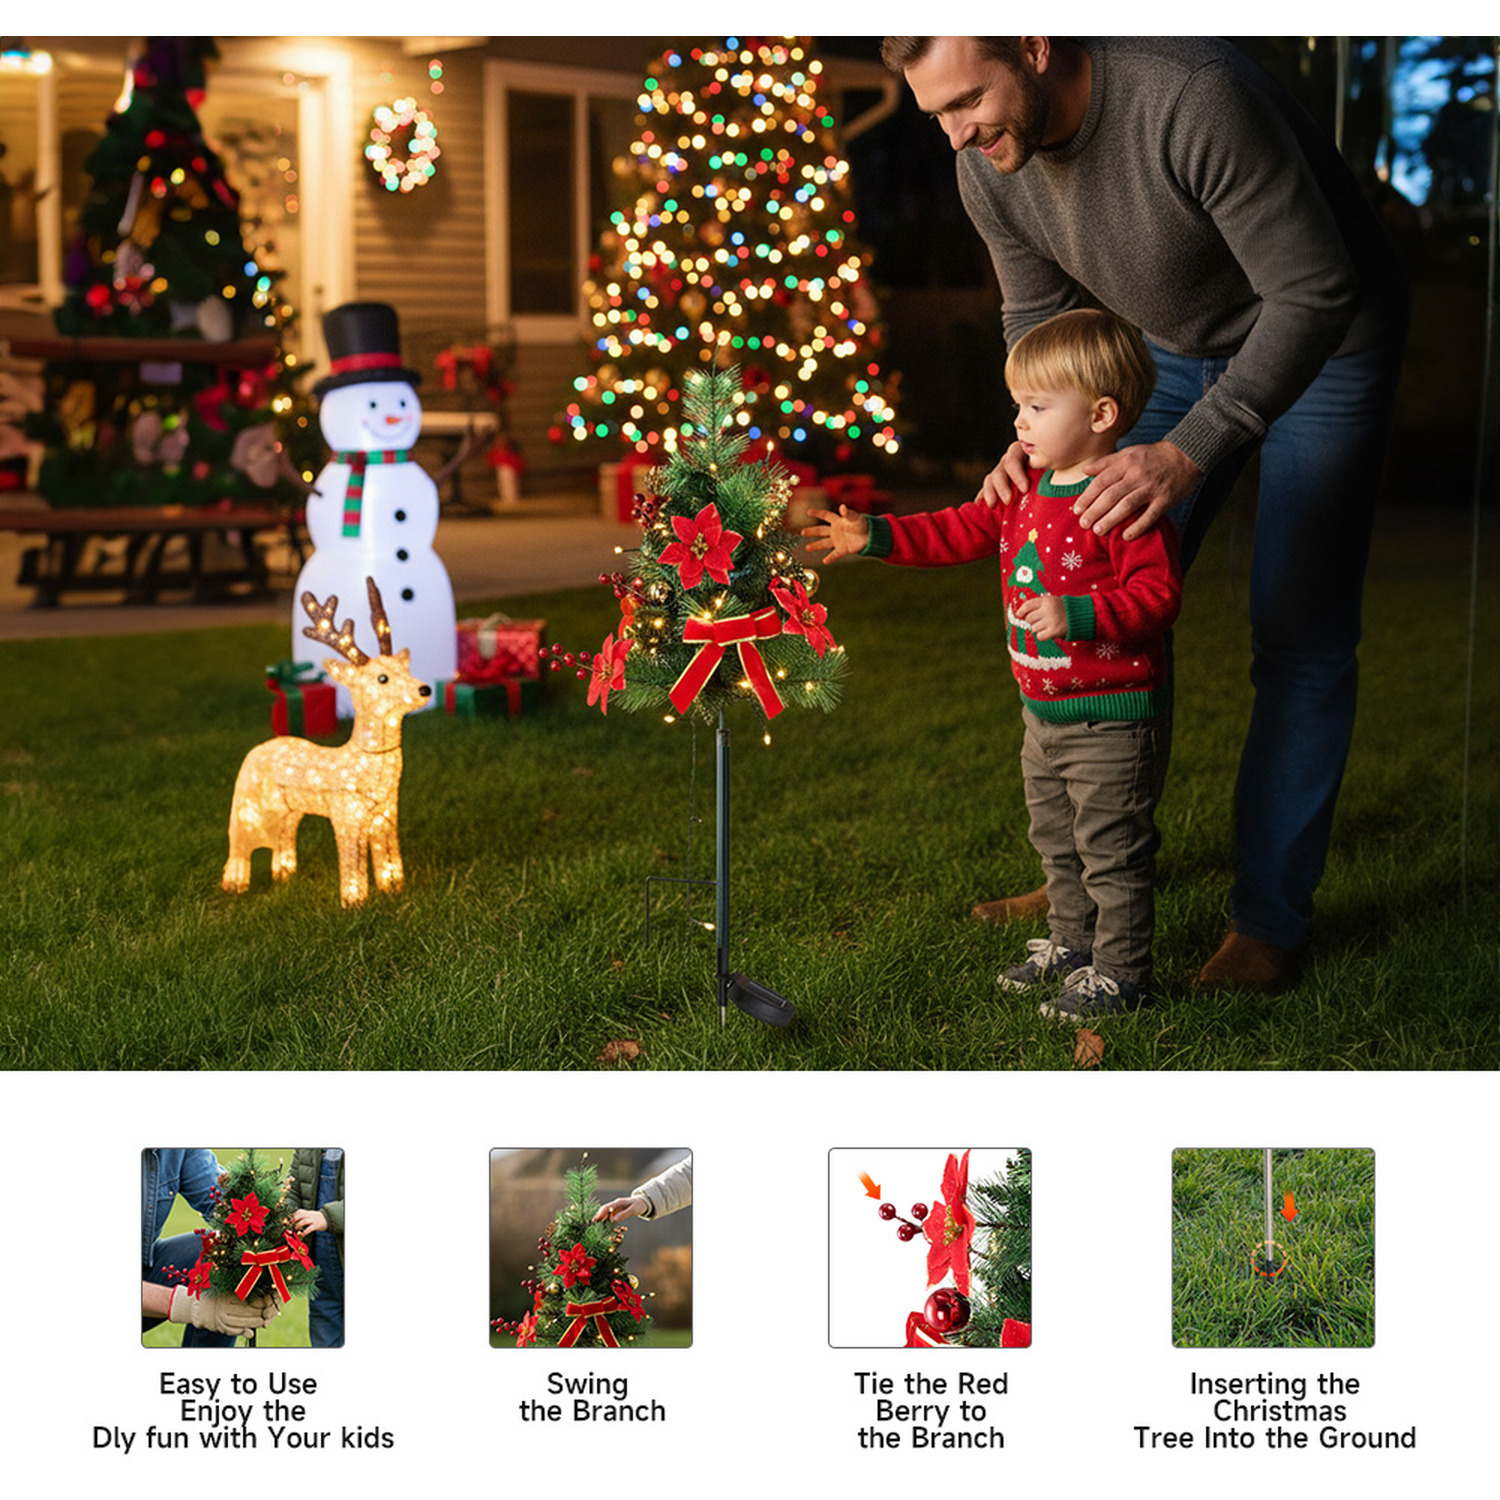 Easy to Use
Enjoy the
Dly fun with Your kids
Swing
the Branch
Tie the Red
Berry to
the Branch
Inserting the
Christmas
Tree Into the Ground